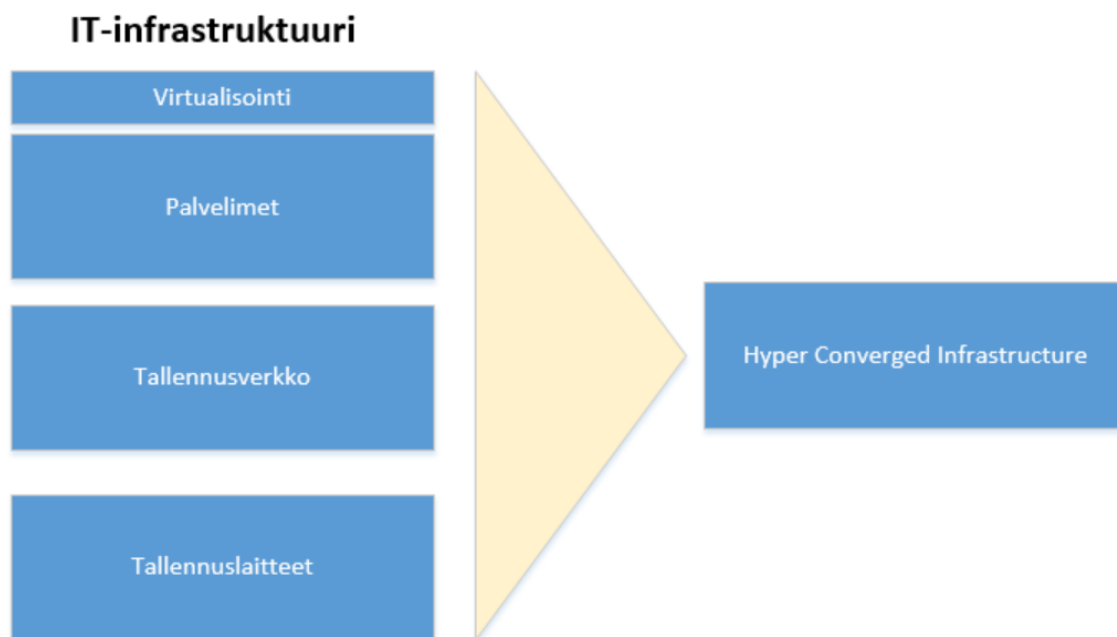 IT-infrastruktuuri
Virtualisointi
Palvelimet
Tallennusverkko
Tallennuslaitteet
Hyper Converged Infrastructure